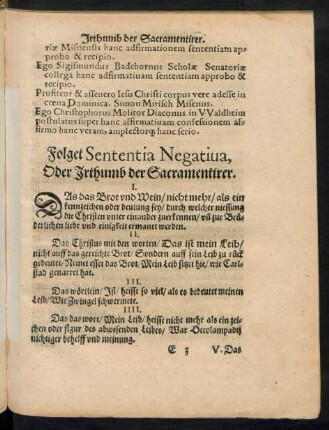 Irthumb der Sacramentirer.
riæ Misnensis hanc adfirmationem sententiam ap-
probo & recipio.
Ego Sigismundus Badehornus Scholæ Senatoriæ
collega hanc adfirmatiuam sententiam approbo &
recipio.
Profiteor & asseuero Iesu Christi corpus vere adesse in
cœna Dominica. Simon Mirisch Misenus.
Ego Christophorus Molitor Diaconus in VValdheim
postulatus super hanc affirmatiuam confessionem af-
firmo hanc veram, amplectorq; hanc serio.
Folget Sententia Negatiua,
Oder Irthumb der Sacramentirer.
I.
DAs das Brot vnd Wein/ nicht mehr/ als ein
kennzeichen oder deutung sey/ durch welcher niessung
die Christen vnter einander zuerkennen/ vñ zur Brü-
derlichen liebe vnd einigkeit ermanet werden.
II.
Das Christus mit den worten/ Das ist mein Leib/
nicht auff das gereichte Brot/ Sondern auff sein Leib zu rück
gedeutet/ Nemet esset das Brot/ Mein Leib sitzet hie/ wie Carl-
stad genarret hat.
III.
Das wörtlein/ Ist/ heisse so viel/ als es bedeutet meinen
Leib/ Wie Zwingel schwermete.
IIII.
Das das wort/ Mein Leib/ heisse nicht mehr als ein zei-
chen oder figur des abwesenden Leibes/ War Oecolampadij
nichtiger behelff vnd meinung.
E 3 V. Das